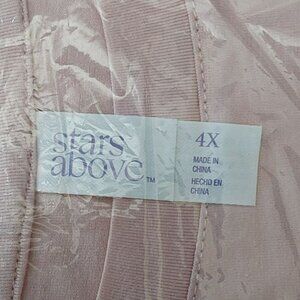 stars
above™
4X
MADE IN
CHINA
HECHO EN
CHINA